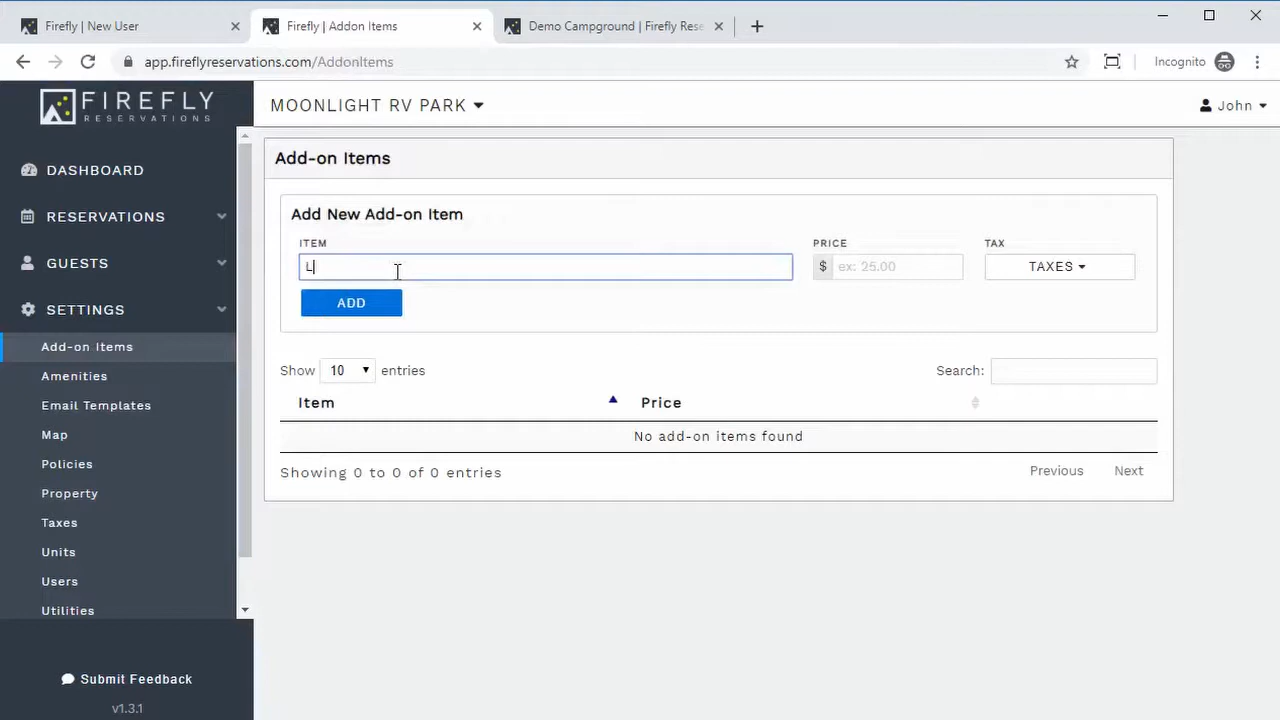 Firefly | New User
Firefly | Addon Items
Demo Campground | Firefly Rese
app.fireflyreservations.com/AddonItems
Incognito
FIREFLY
RESERVATIONS
MOONLIGHT RV PARK
John
DASHBOARD
RESERVATIONS
GUESTS
SETTINGS
Add-on Items
Amenities
Email Templates
Map
Policies
Property
Taxes
Units
Users
Utilities
Submit Feedback
v1.3.1
Add-on Items
Add New Add-on Item
ITEM PRICE TAX
L $ ex: 25.00 TAXES
ADD
Show 10 entries Search:
Item Price
No add-on items found
Showing 0 to 0 of 0 entries Previous Next